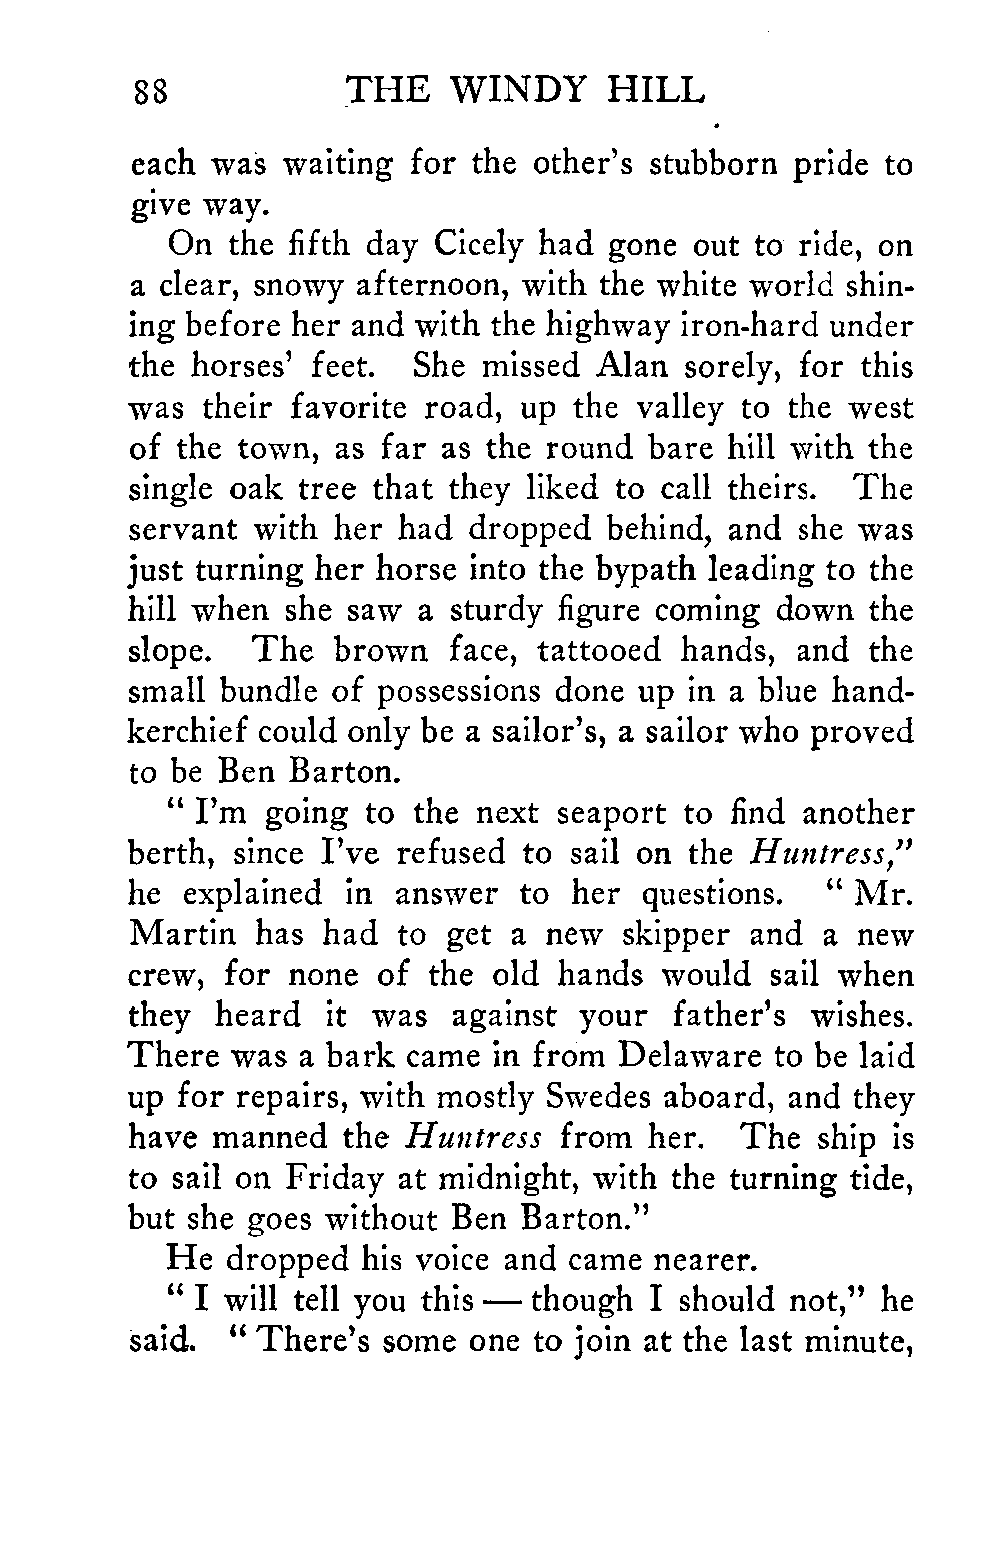 88 THE WINDY HILL
each was waiting for the other's stubborn pride to
give way.
On the fifth day Cicely had gone out to ride, on
a clear, snowy afternoon, with the white world shin-
ing before her and with the highway iron-hard under
the horses' feet. She missed Alan sorely, for this
was their favorite road, up the valley to the west
of the town, as far as the round bare hill with the
single oak tree that they liked to call theirs. The
servant with her had dropped behind, and she was
just turning her horse into the bypath leading to the
hill when she saw a sturdy figure coming down the
slope. The brown face, tattooed hands, and the
small bundle of possessions done up in a blue hand-
kerchief could only be a sailor's, a sailor who proved
to be Ben Barton.
" I'm going to the next seaport to find another
berth, since I've refused to sail on the Huntress,"
he explained in answer to her questions. " Mr.
Martin has had to get a new skipper and a new
crew, for none of the old hands would sail when
they heard it was against your father's wishes.
There was a bark came in from Delaware to be laid
up for repairs, with mostly Swedes aboard, and they
have manned the Huntress from her. The ship is
to sail on Friday at midnight, with the turning tide,
but she goes without Ben Barton."
He dropped his voice and came nearer.
" I will tell you this — though I should not," he
said. " There's some one to join at the last minute,